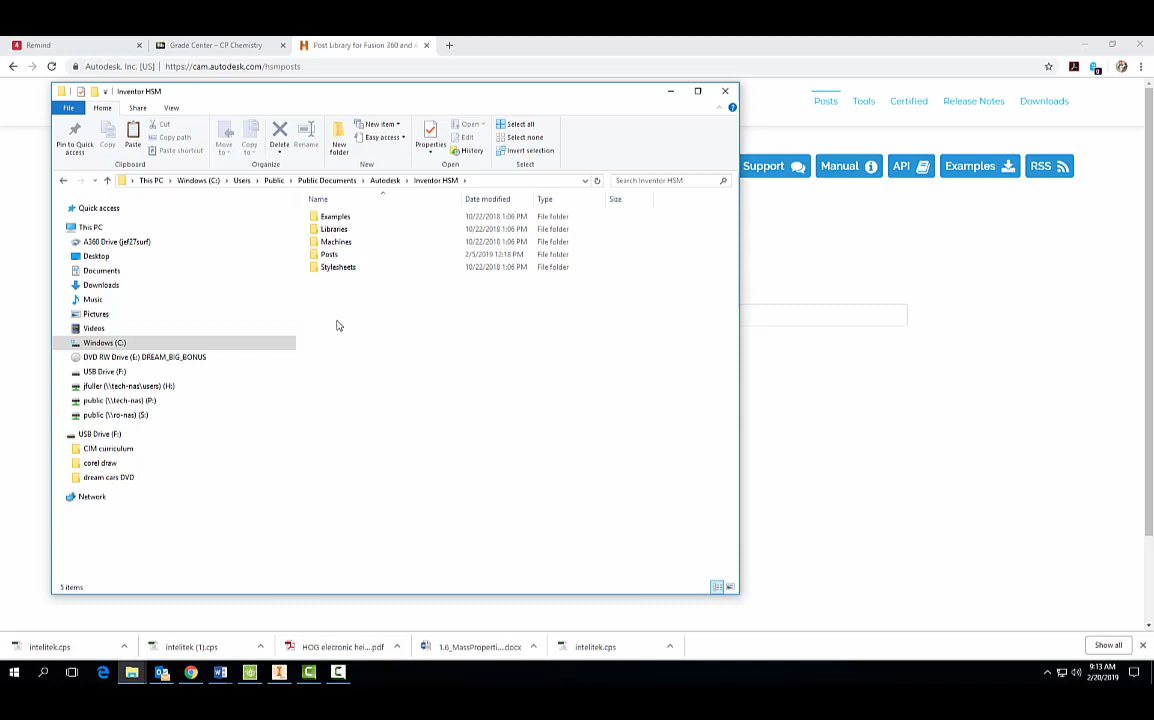 Remind
Grade Center – CP Chemistry
Post Library for Fusion 360 and A
Autodesk, Inc. [US] | https://cam.autodesk.com/hsmposts
Inventor HSM
File Home Share View
Pin to Quick access
Copy
Paste
Cut
Copy path
Paste shortcut
Move to
Copy to
Delete
Rename
New folder
New item
Easy access
Properties
Open
Edit
History
Select all
Select none
Invert selection
Clipboard Organize New Open Select
This PC Windows (C:) Users Public Public Documents Autodesk Inventor HSM
Search Inventor HSM
Posts Tools Certified Release Notes Downloads
Support Manual API Examples RSS
Name Date modified Type Size
Examples 10/22/2018 1:06 PM File folder
Libraries 10/22/2018 1:06 PM File folder
Machines 10/22/2018 1:06 PM File folder
Posts 2/5/2019 12:18 PM File folder
Stylesheets 10/22/2018 1:06 PM File folder
Quick access
This PC
A360 Drive (jef27surf)
Desktop
Documents
Downloads
Music
Pictures
Videos
Windows (C:)
DVD RW Drive (E:) DREAM_BIG_BONUS
USB Drive (F:)
jfuller (\\tech-nas\users) (H:)
public (\\tech-nas) (P:)
public (\\ro-nas) (S:)
USB Drive (F:)
CIM curriculum
corel draw
dream cars DVD
Network
5 items
intelitek.cps
intelitek (1).cps
HOG elecronic hei....pdf
1.6_MassProperti....docx
intelitek.cps
Show all
9:13 AM
2/20/2019